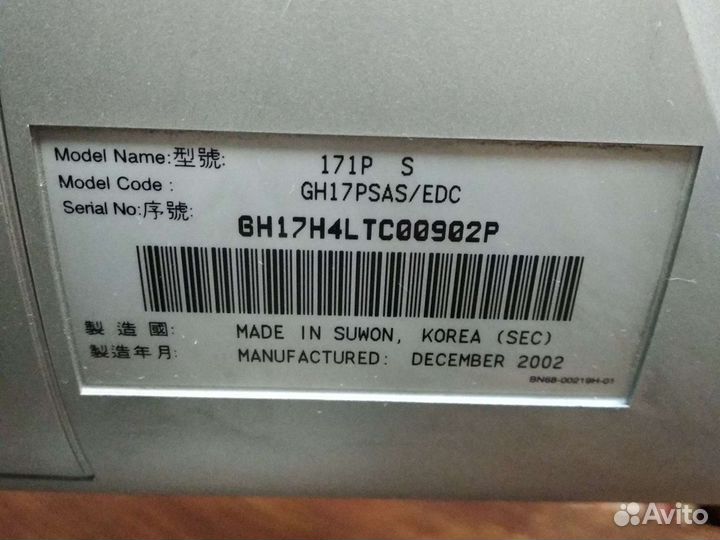 Model Name:型號: 171P S
Model Code : GH17PSAS/EDC
Serial No:序號: GH17H4LTC00902P
製造國: MADE IN SUWON, KOREA (SEC)
製造年月: MANUFACTURED: DECEMBER 2002
BN68-00219H-01
Avito